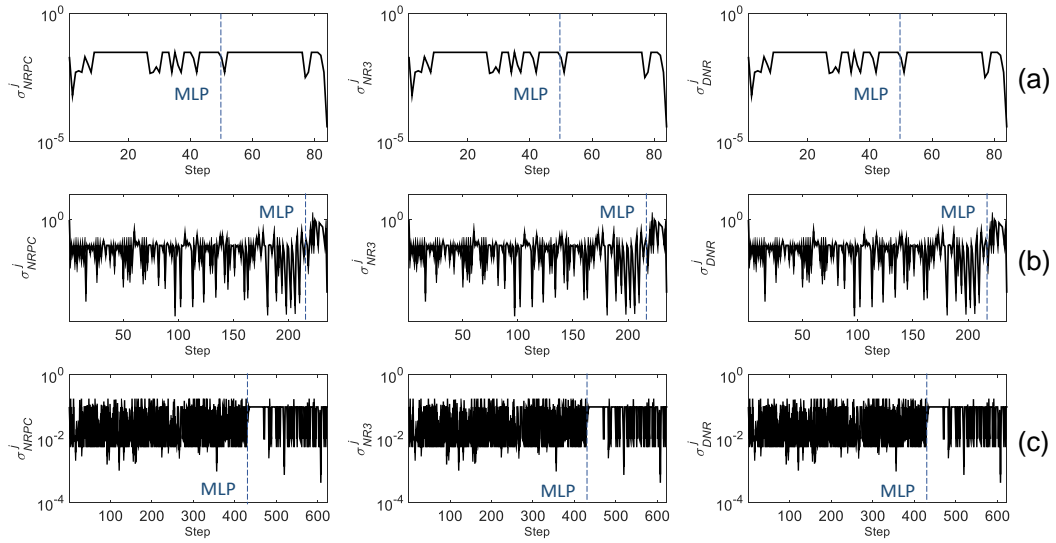 10^0 10^0 10^0
σ^j_NRPC σ^j_NR3 σ^j_DNR (a)
MLP MLP MLP
10^-5 10^-5 10^-5
20 40 60 80 20 40 60 80 20 40 60 80
Step Step Step
MLP MLP MLP
10^0 10^0 10^0
σ^j_NRPC σ^j_NR3 σ^j_DNR (b)
50 100 150 200 50 100 150 200 50 100 150 200
Step Step Step
10^0 10^0 10^0
σ^j_NRPC σ^j_NR3 σ^j_DNR (c)
10^-2 10^-2 10^-2
MLP MLP MLP
10^-4 10^-4 10^-4
100 200 300 400 500 600 100 200 300 400 500 600 100 200 300 400 500 600
Step Step Step